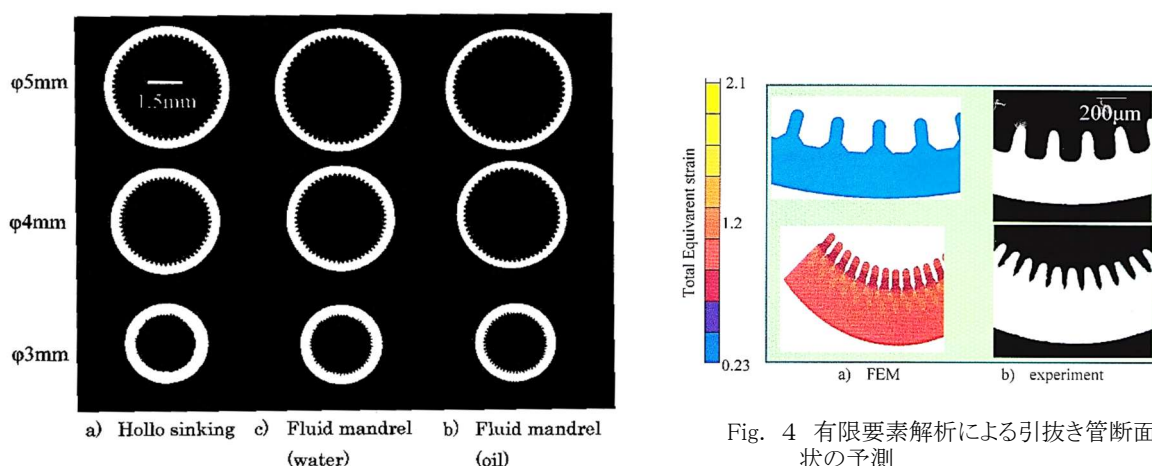 φ5mm
1.5mm
φ4mm
φ3mm
a) Hollo sinking c) Fluid mandrel b) Fluid mandrel
(water) (oil)
Total Equivarent strain
2.1
1.2
0.23
200μm
a) FEM b) experiment
Fig. 4 有限要素解析による引抜き管断面
状の予測